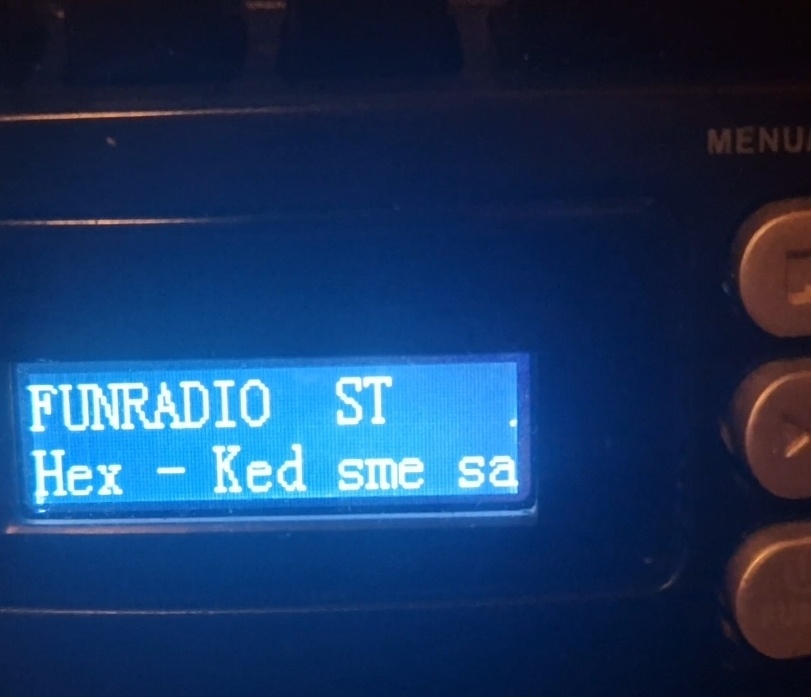 MENU
FUNRADIO ST
Hex - Ked sme sa